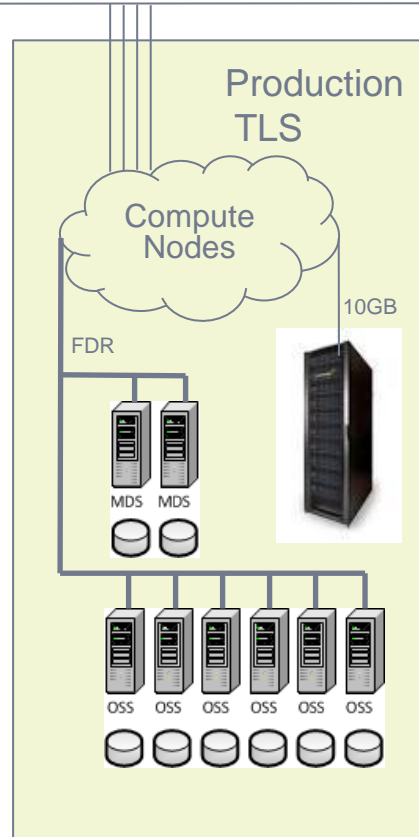 Production
TLS
Compute
Nodes
10GB
FDR
MDS MDS
OSS OSS OSS OSS OSS OSS